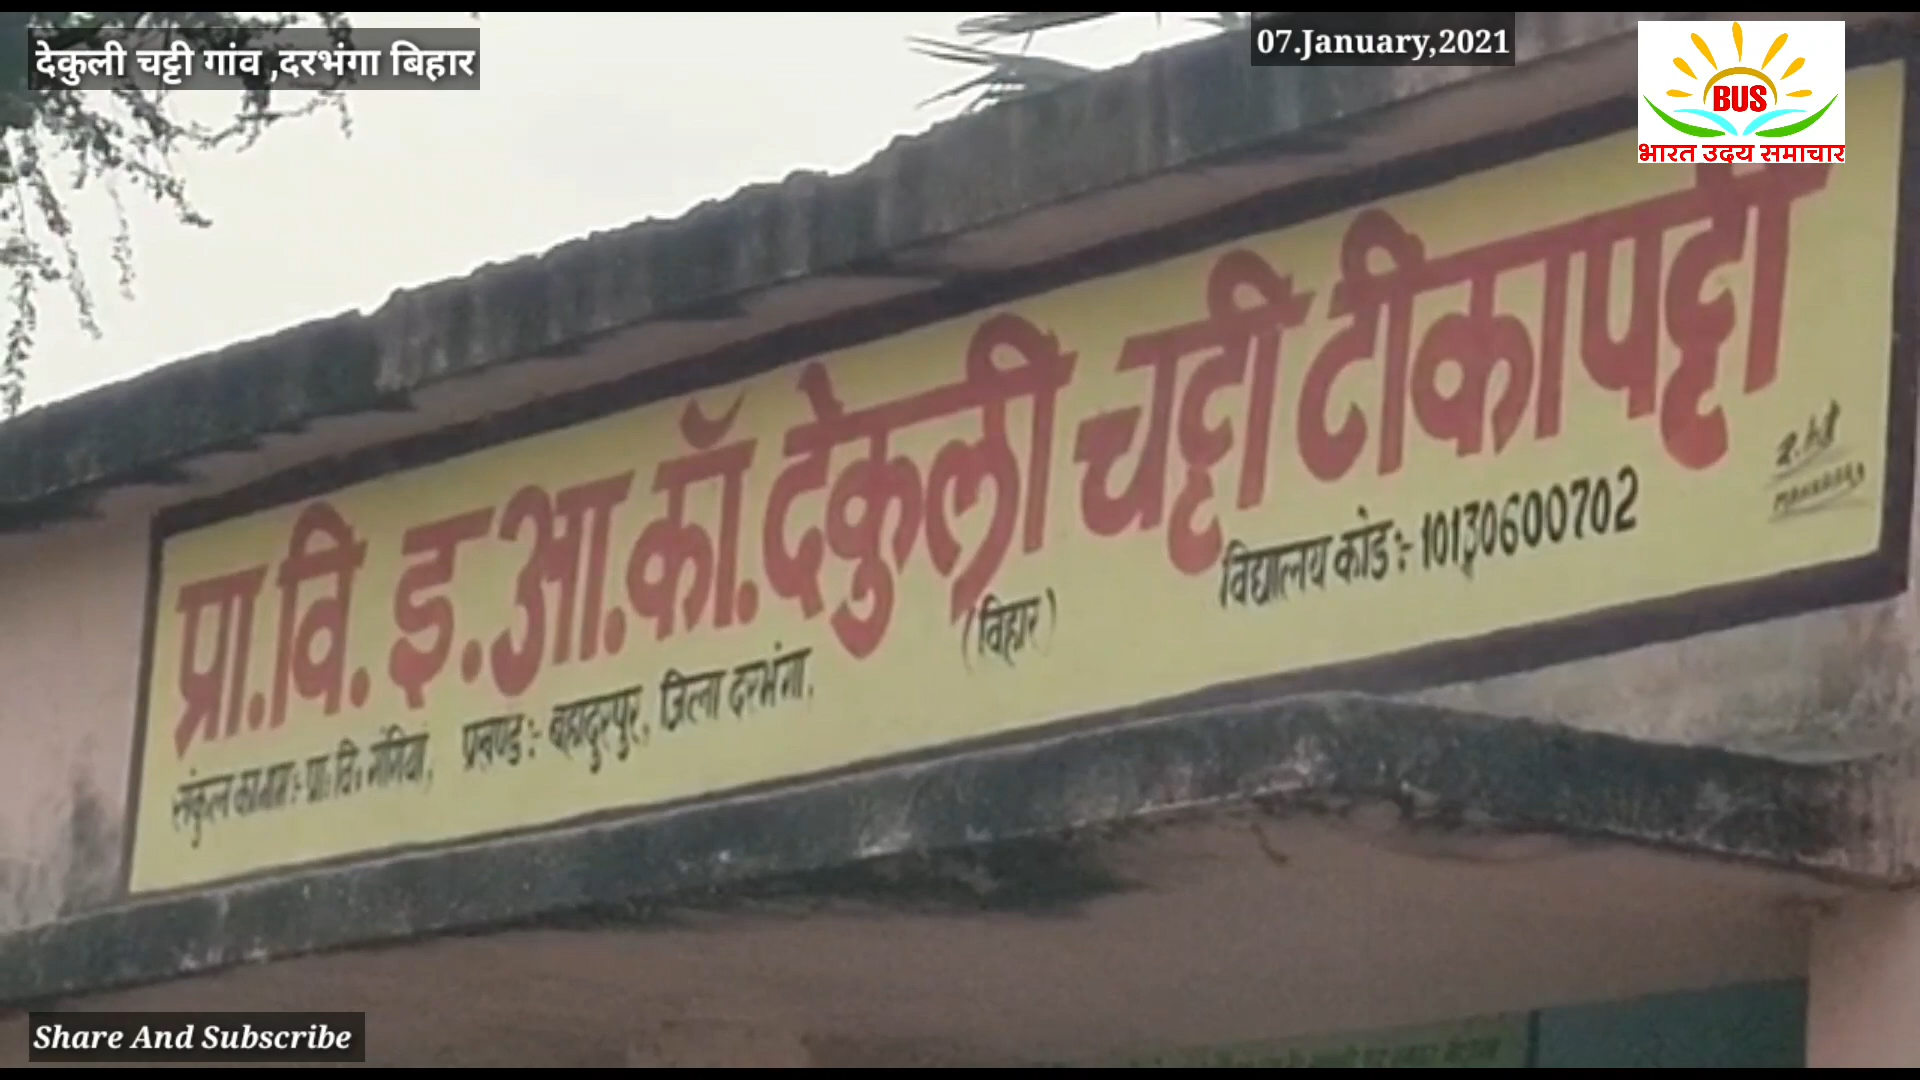 देकुली चट्टी गांव ,दरभंगा बिहार
07.January,2021
BUS
भारत उदय समाचार
प्रा.वि. इ.आ.कॉ.देकुली चट्टी टीकापट्टी
संकुल का नाम:- प्रा॰ वि॰ गंगिया, प्रखण्ड:- बहादुरपुर, जिला दरभंगा,
(बिहार)
विद्यालय कोड:- 10130600702
Share And Subscribe